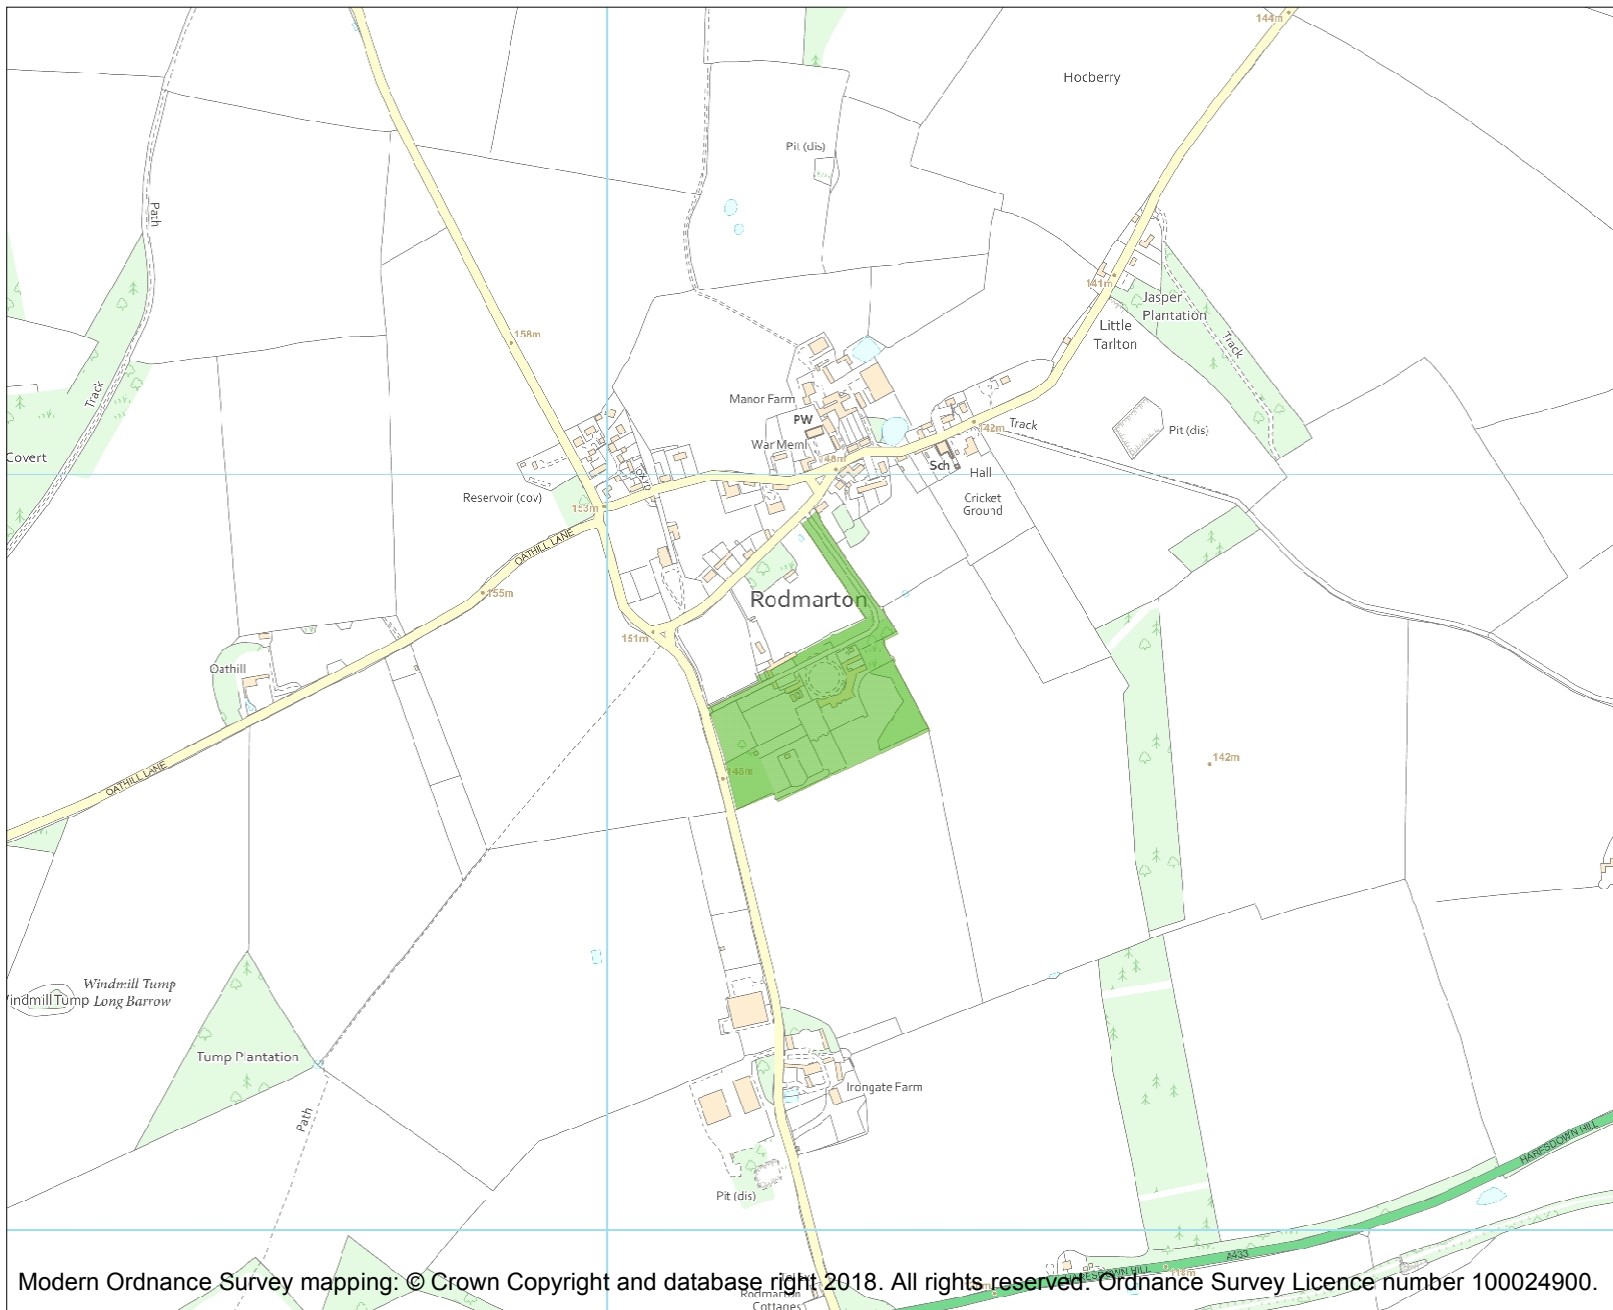 144m
Hocberry
Pit (dis)
Path
141m
Jasper
Plantation
Little
Tarlton
Track
158m
Track
Manor Farm
PW
War Meml
142m
Track
Pit (dis)
Covert
Sch
Hall
Reservoir (cov)
Cricket
Ground
153m
OATHILL LANE
155m
Rodmarton
151m
Oathill
142m
OATHILL LANE
Windmill Tump
Long Barrow
indmill Tump
Tump Plantation
Irongate Farm
Path
HARESDOWN HILL
Pit (dis)
A433
HARESDOWN HILL
Modern Ordnance Survey mapping: © Crown Copyright and database right 2018. All rights reserved. Ordnance Survey Licence number 100024900.
Rodmarton
Cottages